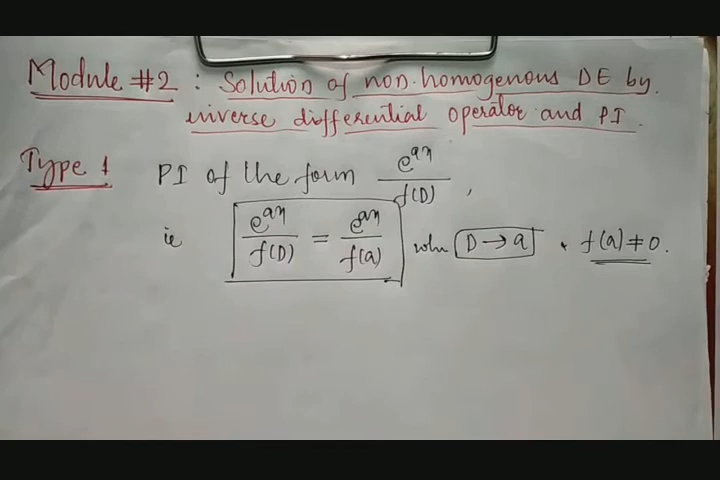 Module #2 : Solution of non-homogenous DE by
inverse differential operator and PI
Type 1 PI of the form e^{ax}/f(D) ,
ie e^{ax}/f(D) = e^{ax}/f(a) when D → a , f(a) ≠ 0.